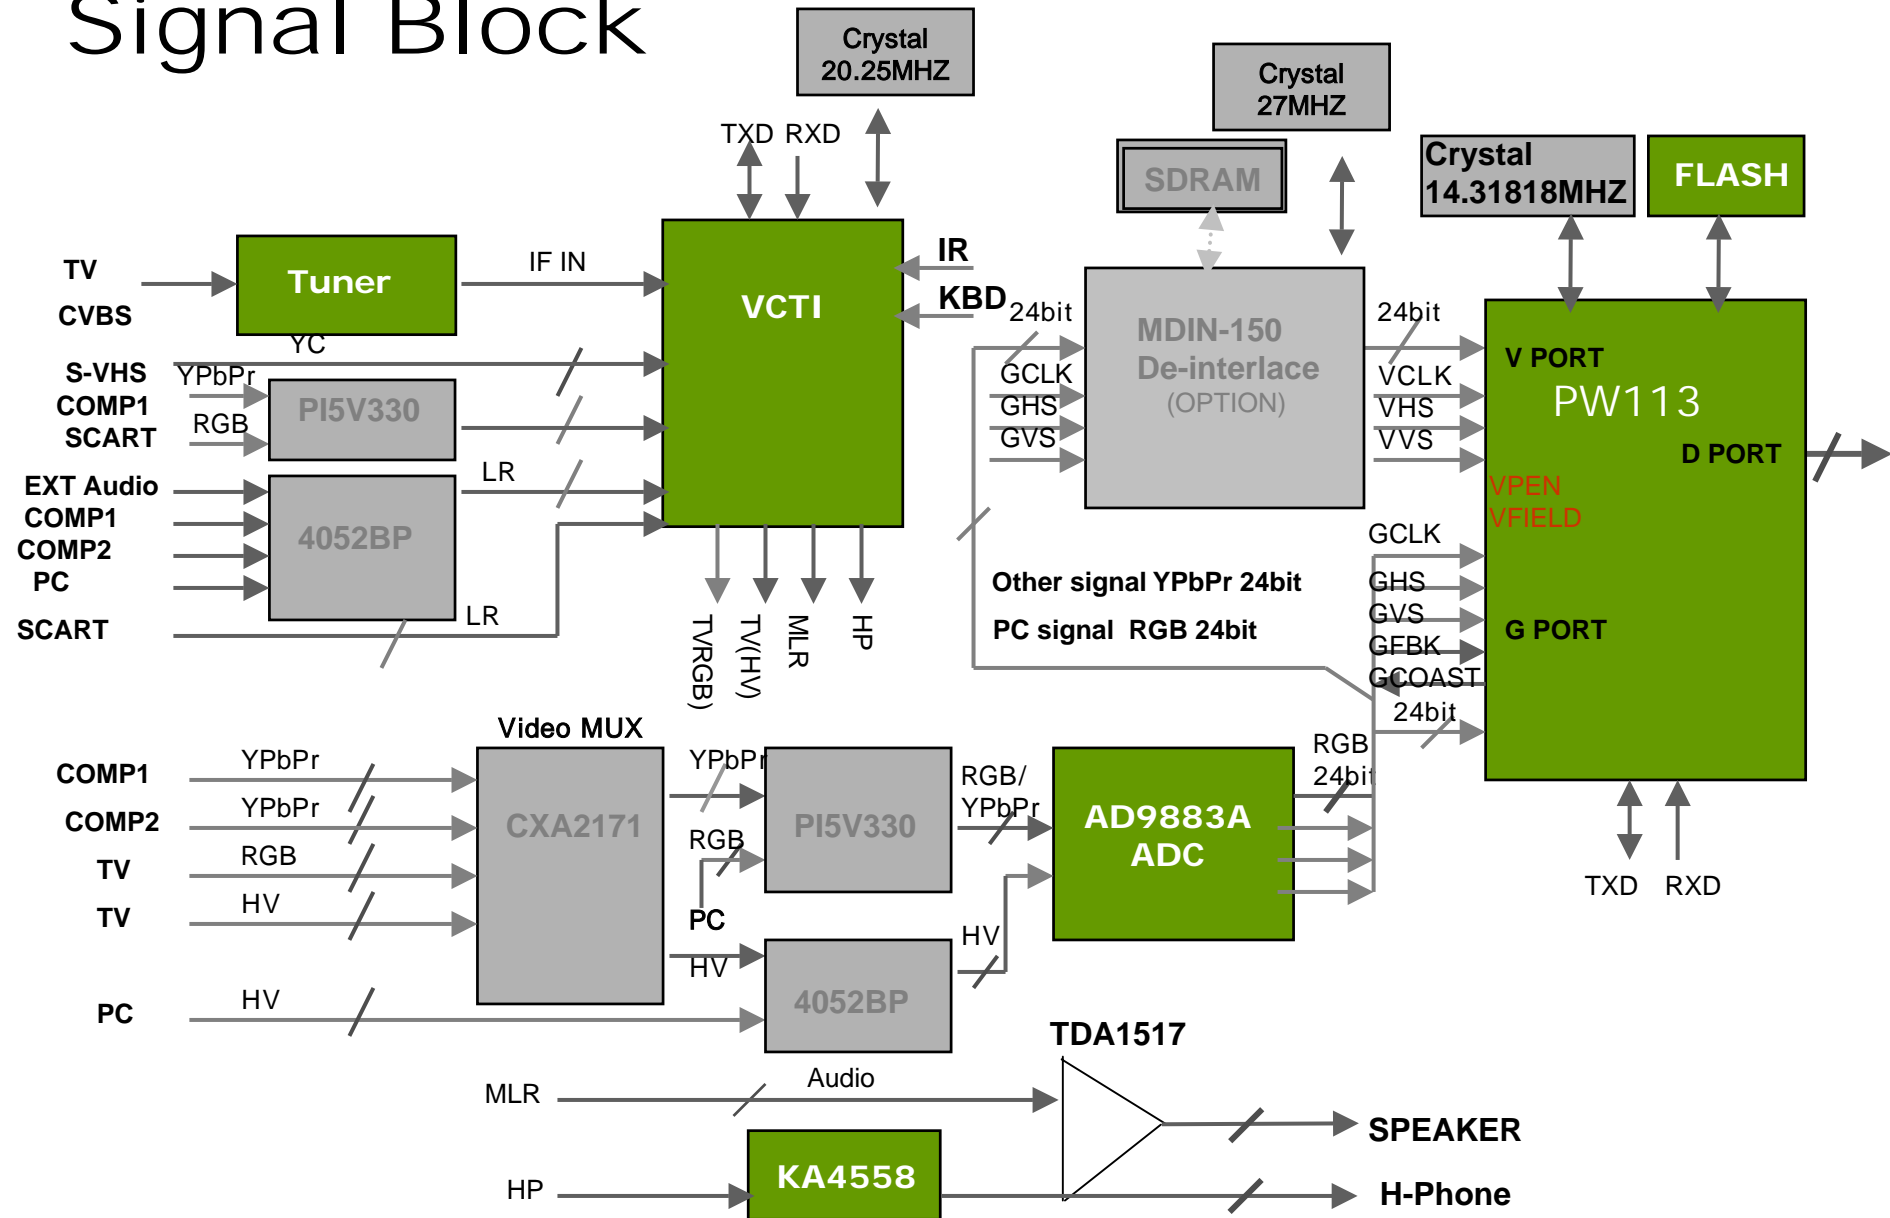 Signal Block
Crystal
20.25MHZ
Crystal
27MHZ
TXD RXD
SDRAM
Crystal
14.31818MHZ
FLASH
TV
CVBS
Tuner
IF IN
VCTI
IR
KBD
24bit
MDIN-150
De-interlace
(OPTION)
GCLK
GHS
GVS
24bit
VCLK
VHS
VVS
V PORT
PW113
D PORT
VPEN
VFIELD
G PORT
YC
S-VHS
YPbPr
COMP1
SCART
RGB
PI5V330
EXT Audio
COMP1
COMP2
PC
4052BP
LR
SCART
LR
TVRGB)
TV(HV)
MLR
HP
Other signal YPbPr 24bit
PC signal RGB 24bit
GCLK
GHS
GVS
GFBK
GCOAST
24bit
Video MUX
COMP1
YPbPr
COMP2
YPbPr
TV
RGB
TV
HV
PC
HV
CXA2171
YPbPr
RGB
PC
HV
PI5V330
4052BP
RGB/
YPbPr
HV
AD9883A
ADC
RGB
24bit
TXD RXD
TDA1517
MLR
Audio
SPEAKER
HP
KA4558
H-Phone